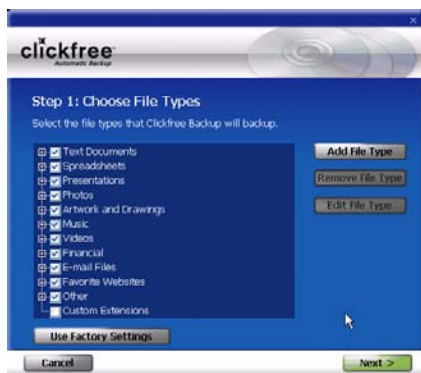 clickfree
Automatic Backup
Step 1: Choose File Types
Select the file types that Clickfree Backup will backup.
Text Documents
Spreadsheets
Presentations
Photos
Artwork and Drawings
Music
Videos
Financial
E-mail Files
Favorite Websites
Other
Custom Extensions
Add File Type
Remove File Type
Edit File Type
Use Factory Settings
Cancel
Next >